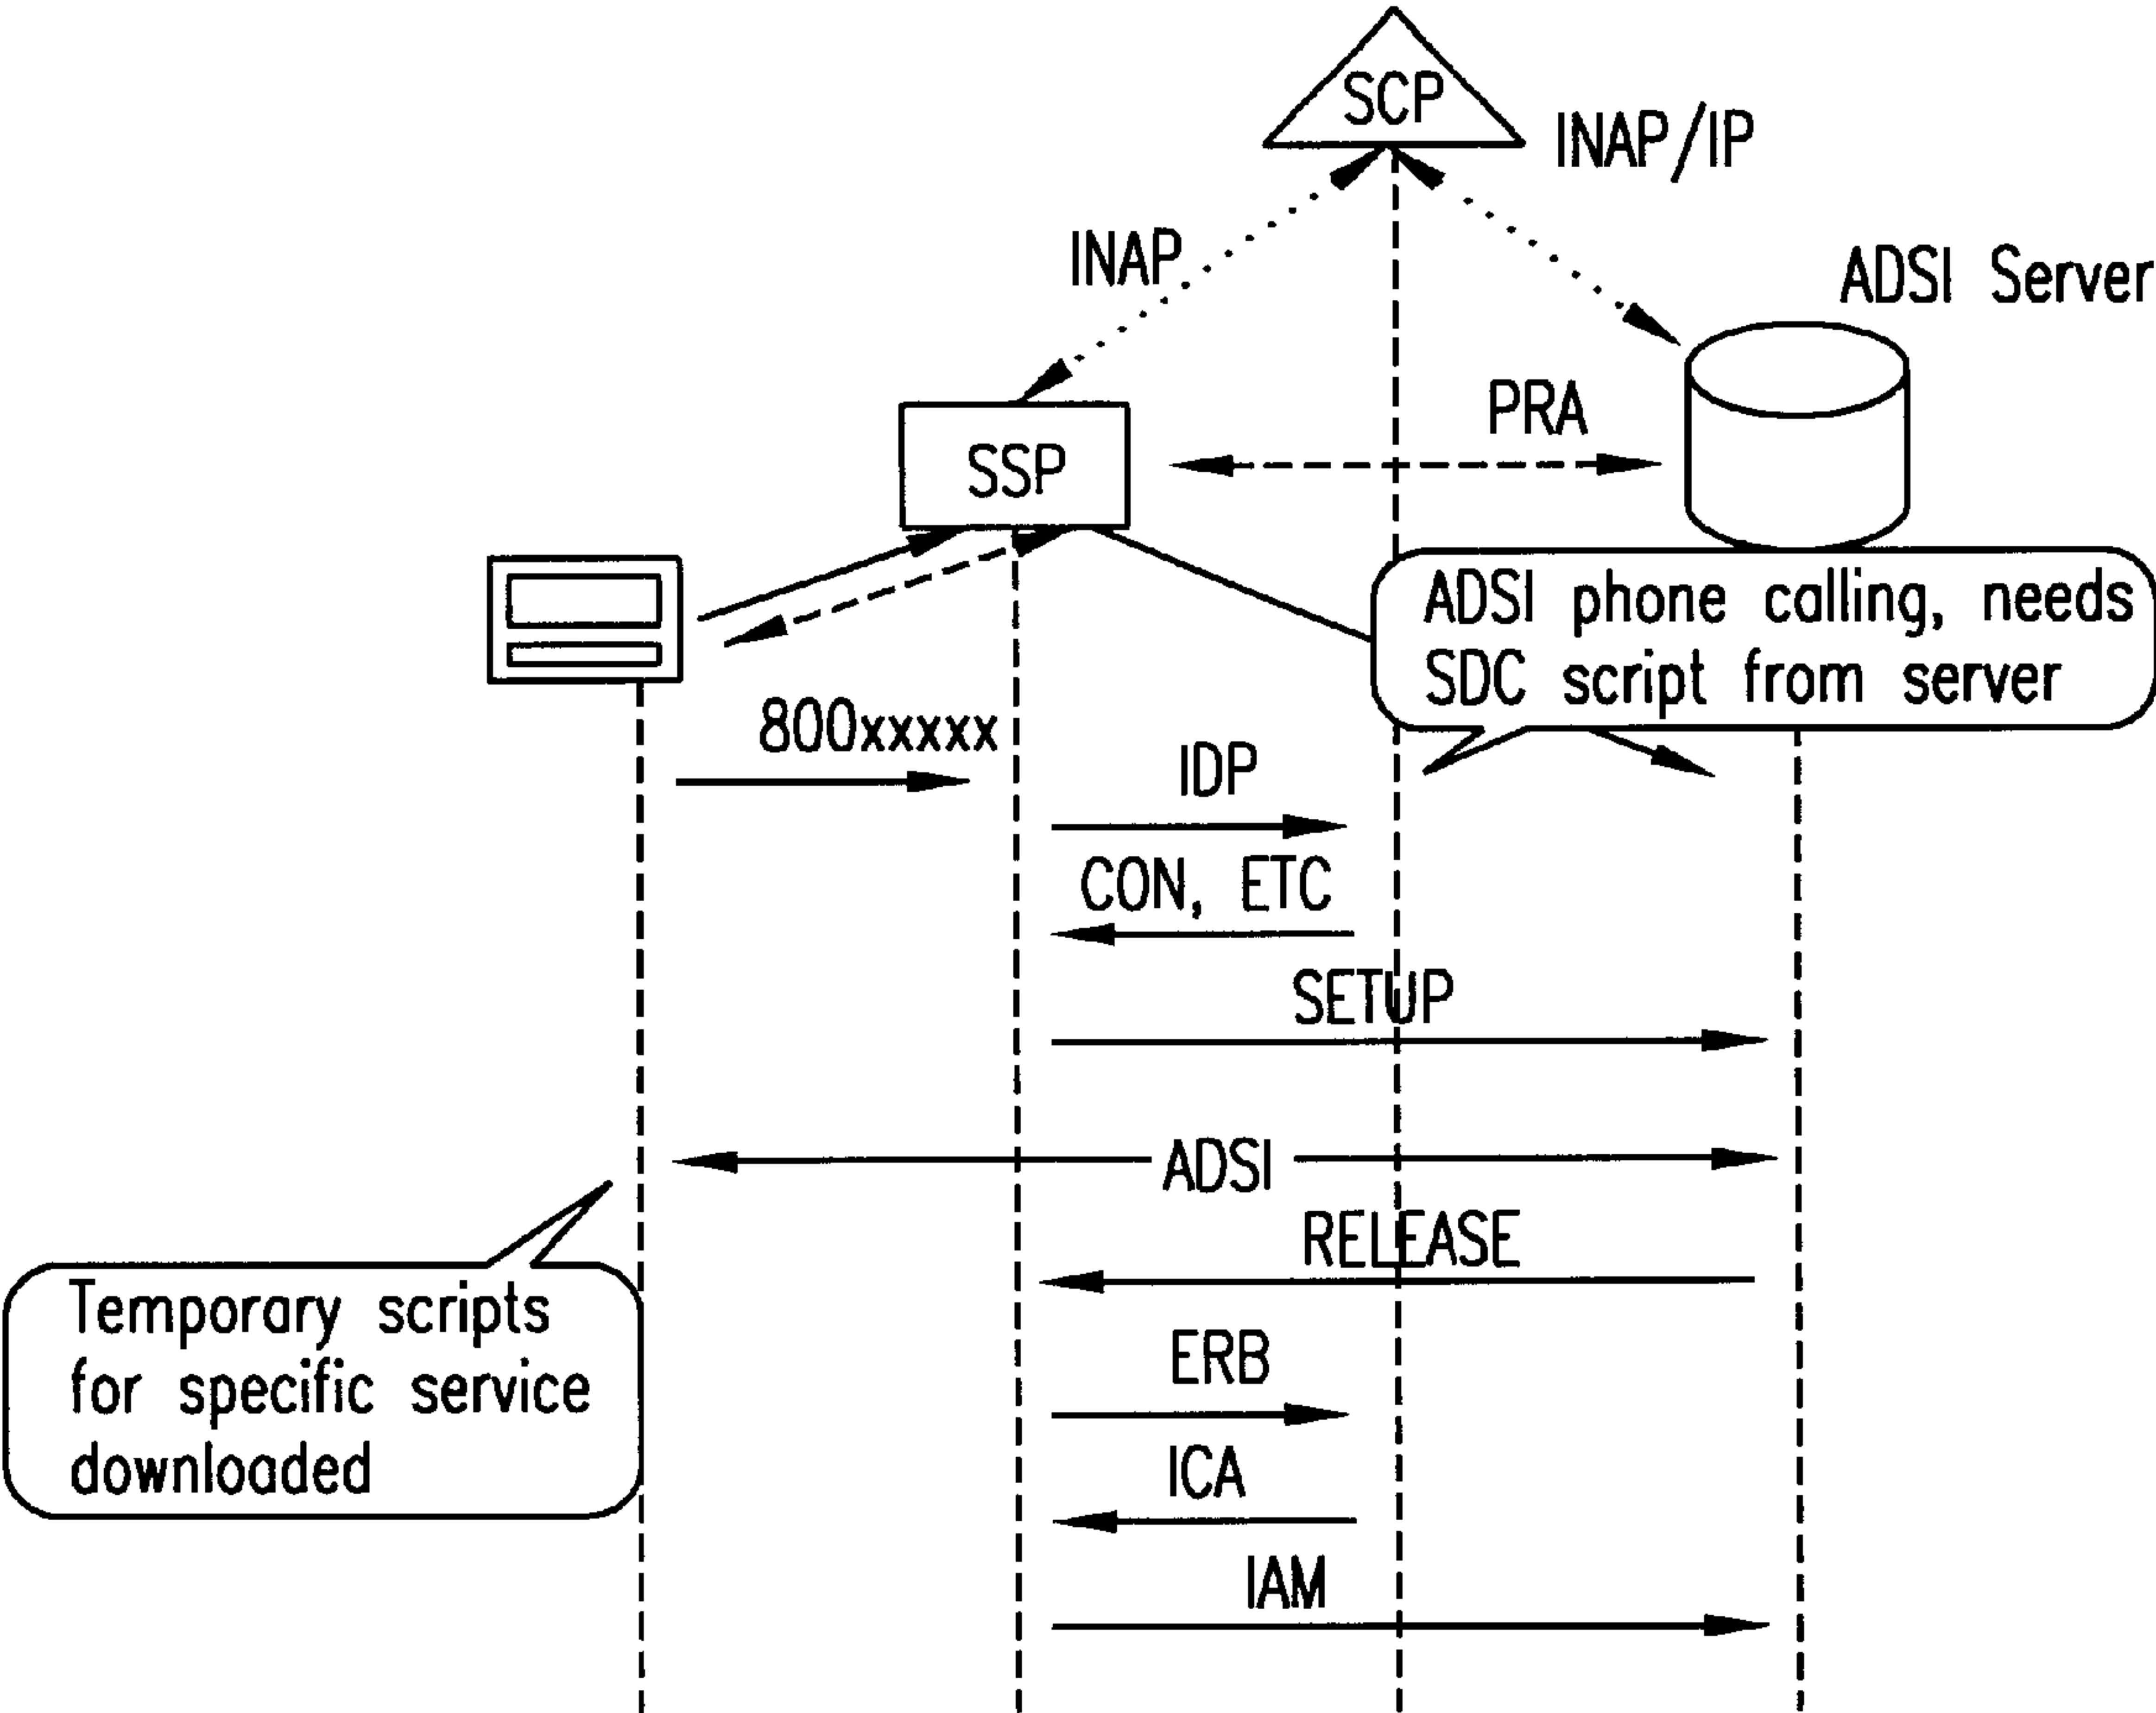 SCP
INAP/IP
INAP
ADSI Server
PRA
SSP
ADSI phone calling, needs
SDC script from server
800xxxxx
IDP
CON, ETC
SETUP
ADSI
RELEASE
Temporary scripts
for specific service
downloaded
ERB
ICA
IAM